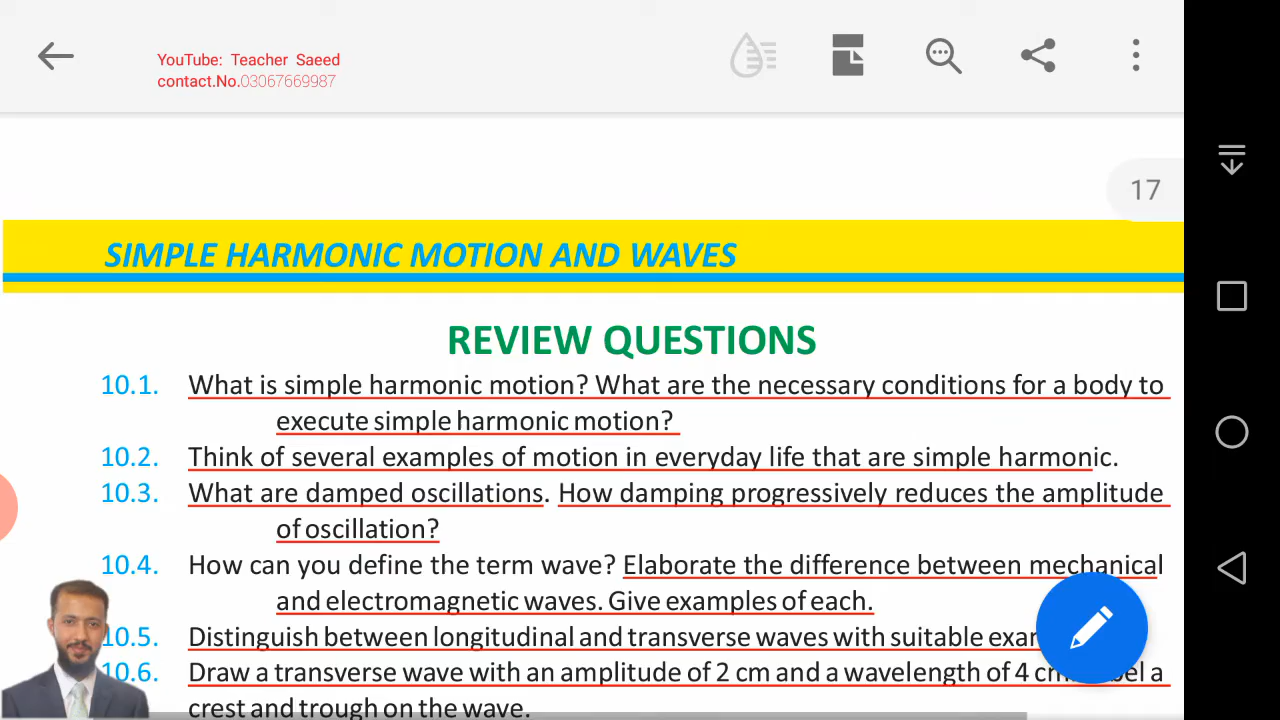 YouTube: Teacher Saeed
contact.No.03067669987
17
SIMPLE HARMONIC MOTION AND WAVES
REVIEW QUESTIONS
10.1. What is simple harmonic motion? What are the necessary conditions for a body to
execute simple harmonic motion?
10.2. Think of several examples of motion in everyday life that are simple harmonic.
10.3. What are damped oscillations. How damping progressively reduces the amplitude
of oscillation?
10.4. How can you define the term wave? Elaborate the difference between mechanical
and electromagnetic waves. Give examples of each.
10.5. Distinguish between longitudinal and transverse waves with suitable
10.6. Draw a transverse wave with an amplitude of 2 cm and a wavelength of 4 a
crest and trough on the wave.